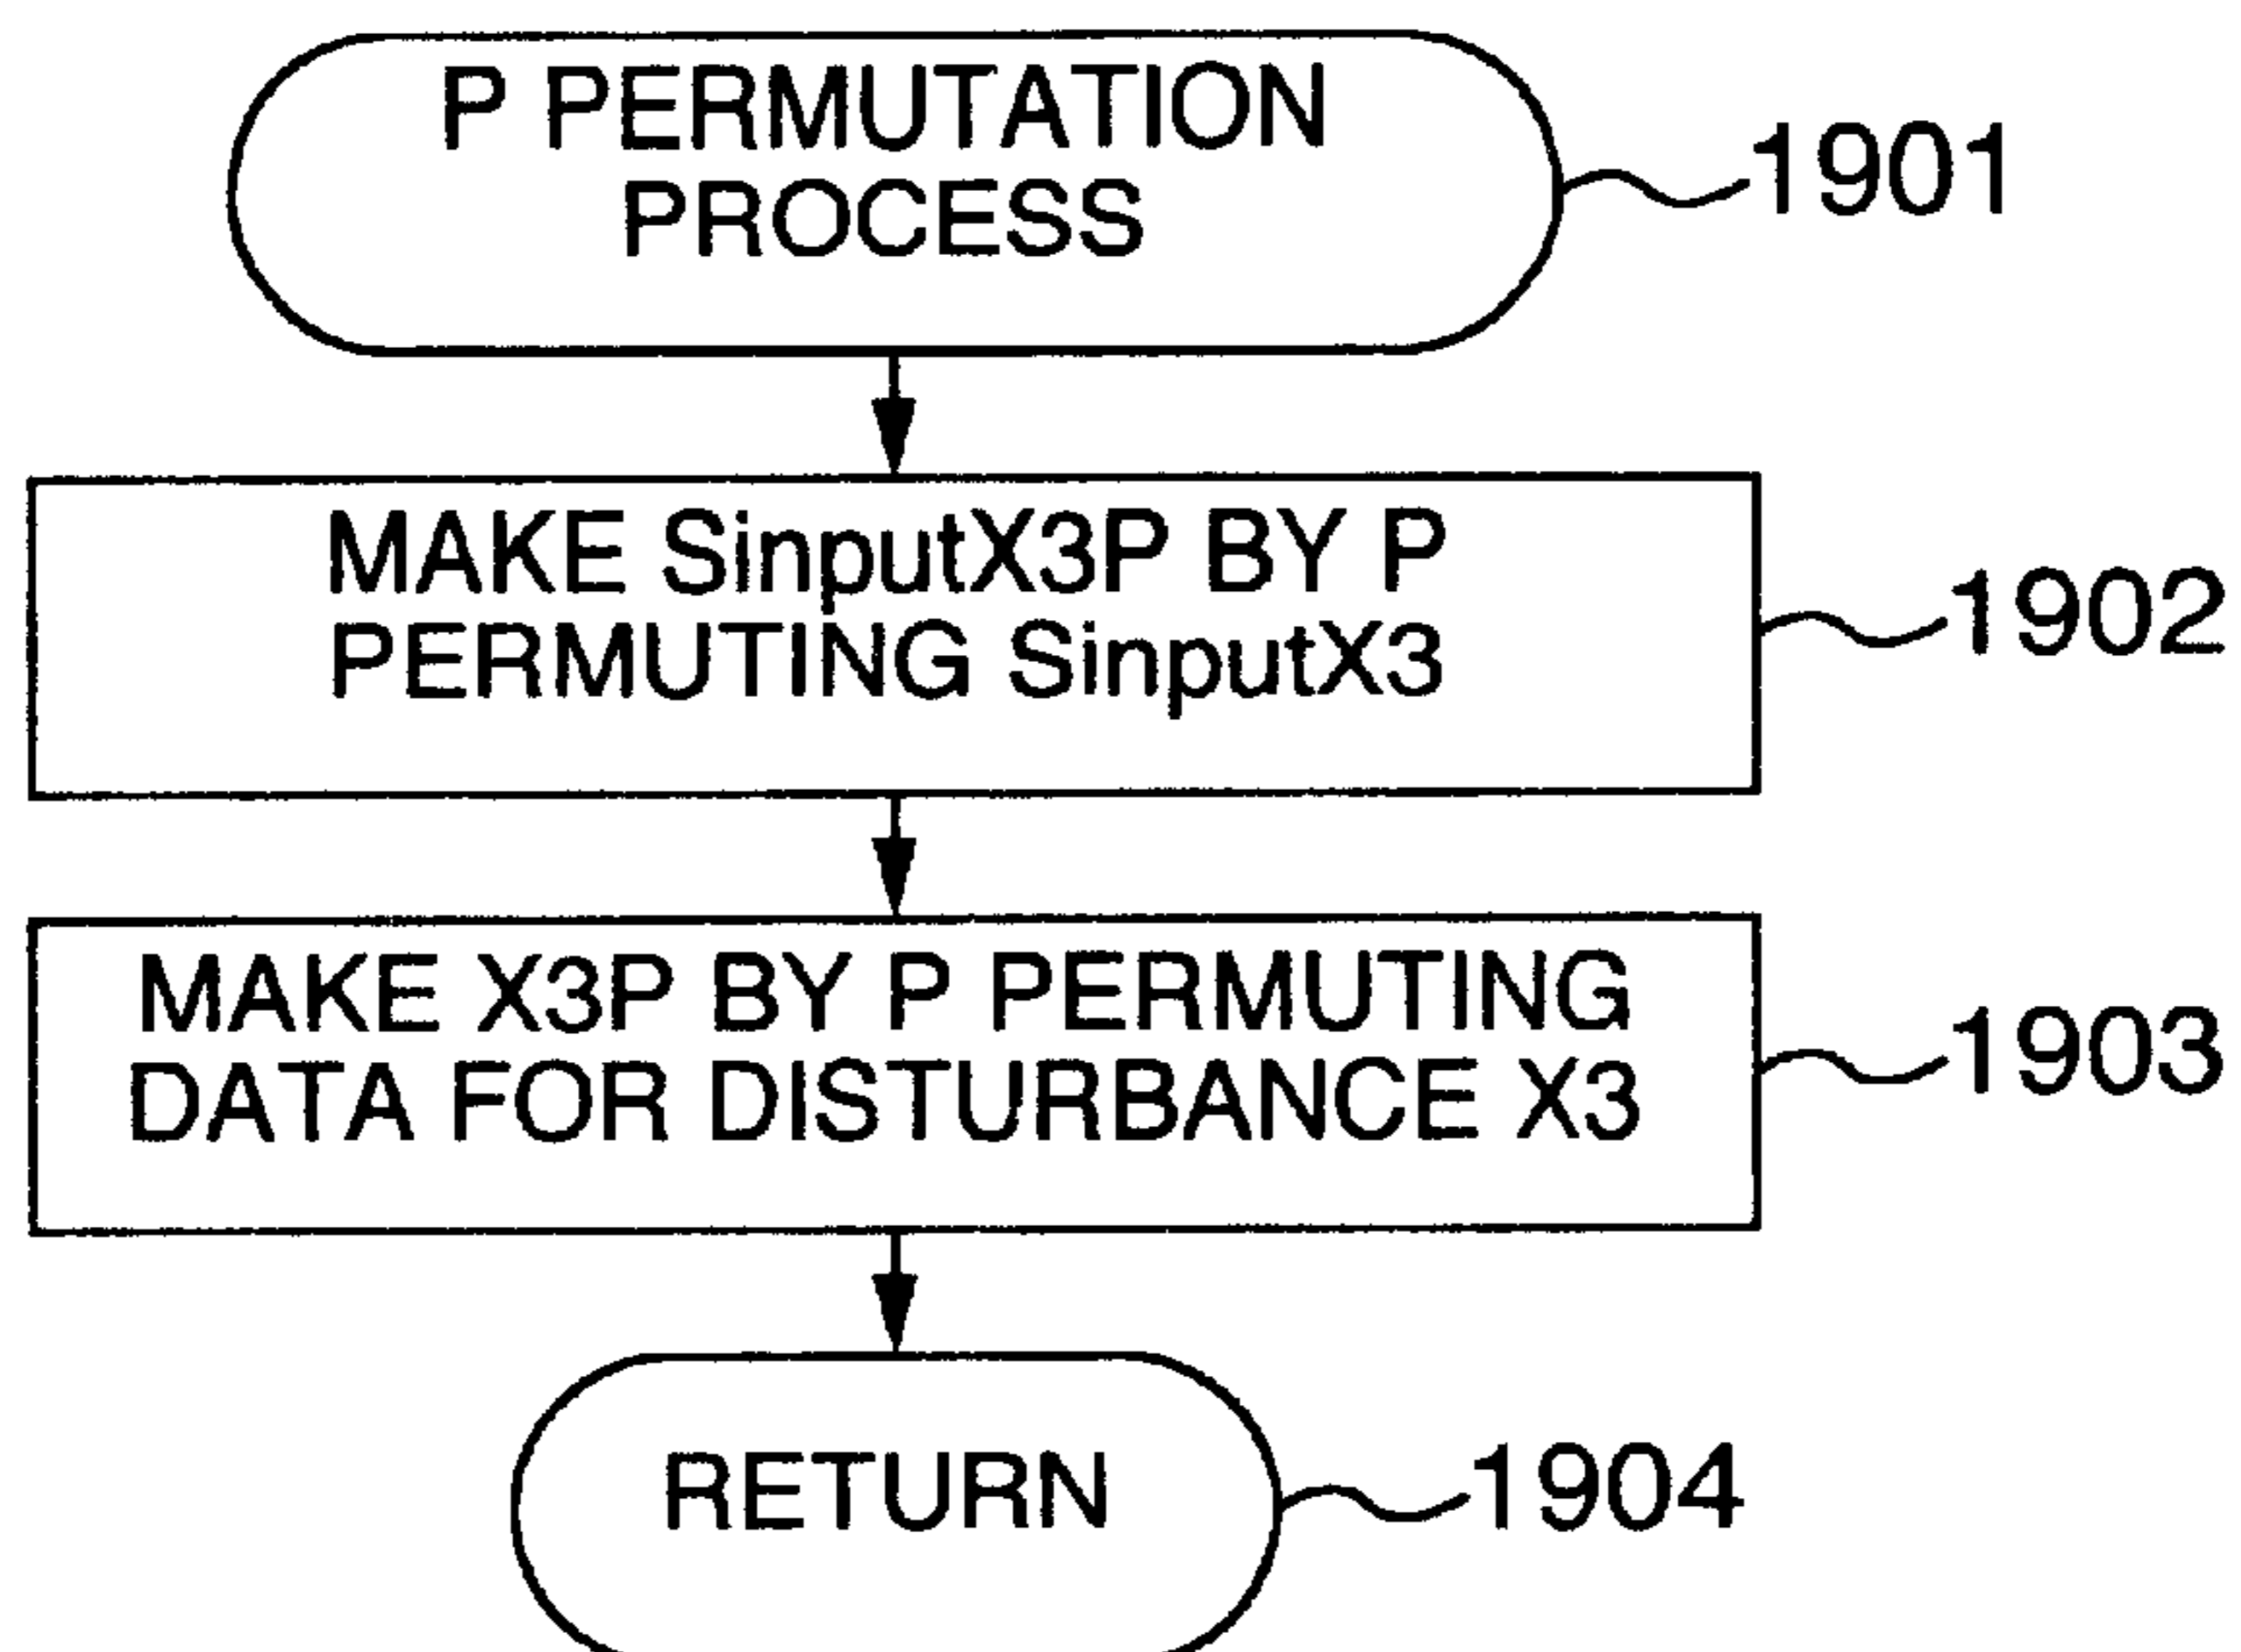 P PERMUTATION
PROCESS
1901
MAKE SinputX3P BY P
PERMUTING SinputX3
1902
MAKE X3P BY P PERMUTING
DATA FOR DISTURBANCE X3
1903
RETURN
1904